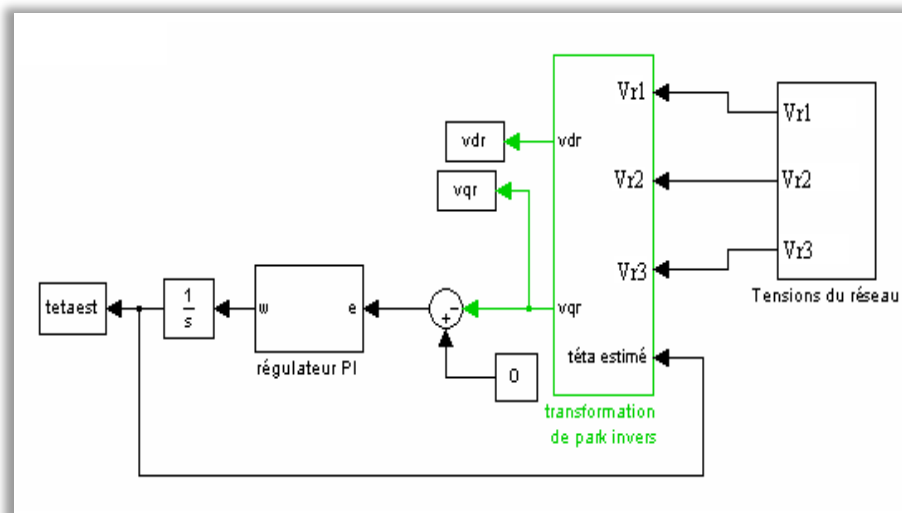 Vr1
Vr1
vdr
vdr
vqr
Vr2
Vr2
Vr3
Vr3
Tensions du réseau
tetaest
1
s
w
e
régulateur PI
-
+
0
vqr
téta estimé
transformation
de park invers